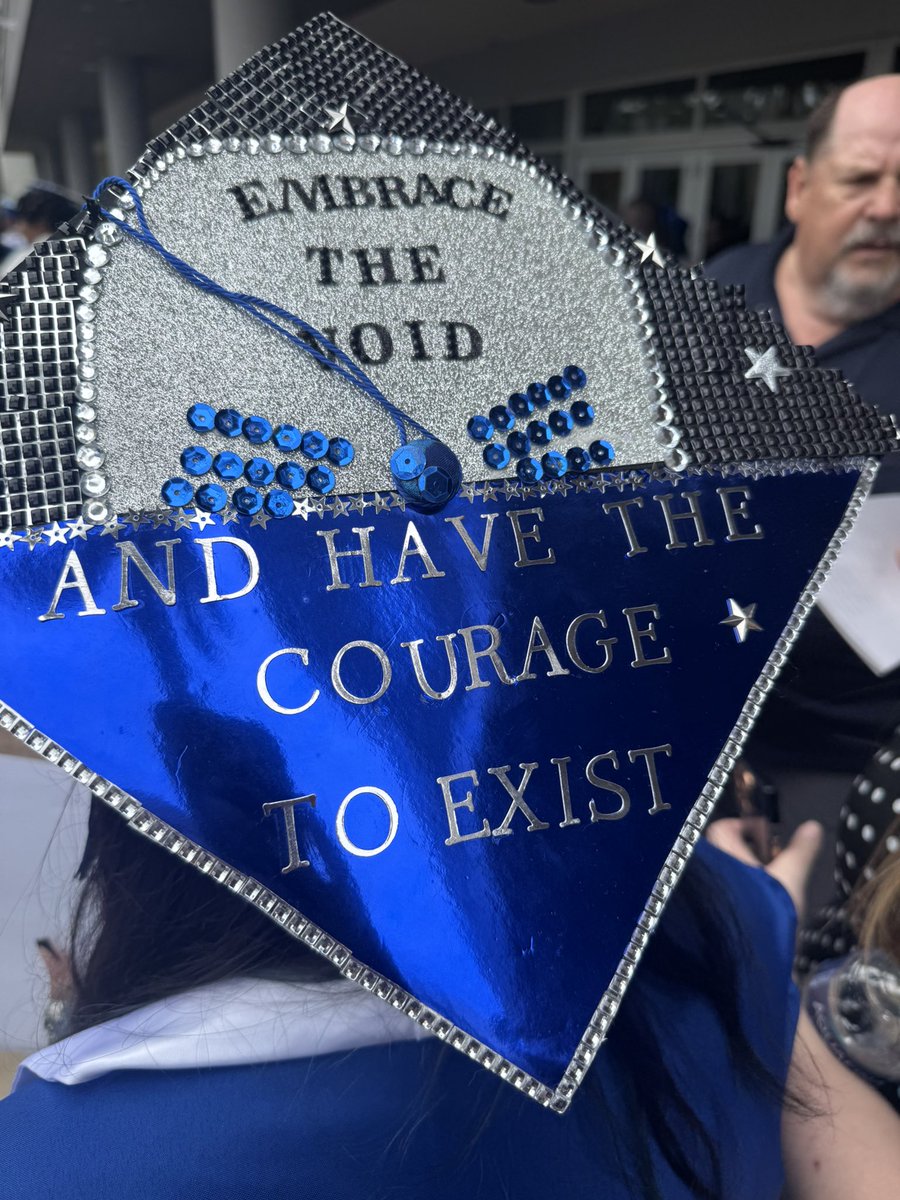 EMBRACE
THE
VOID
AND HAVE THE
COURAGE
TO EXIST